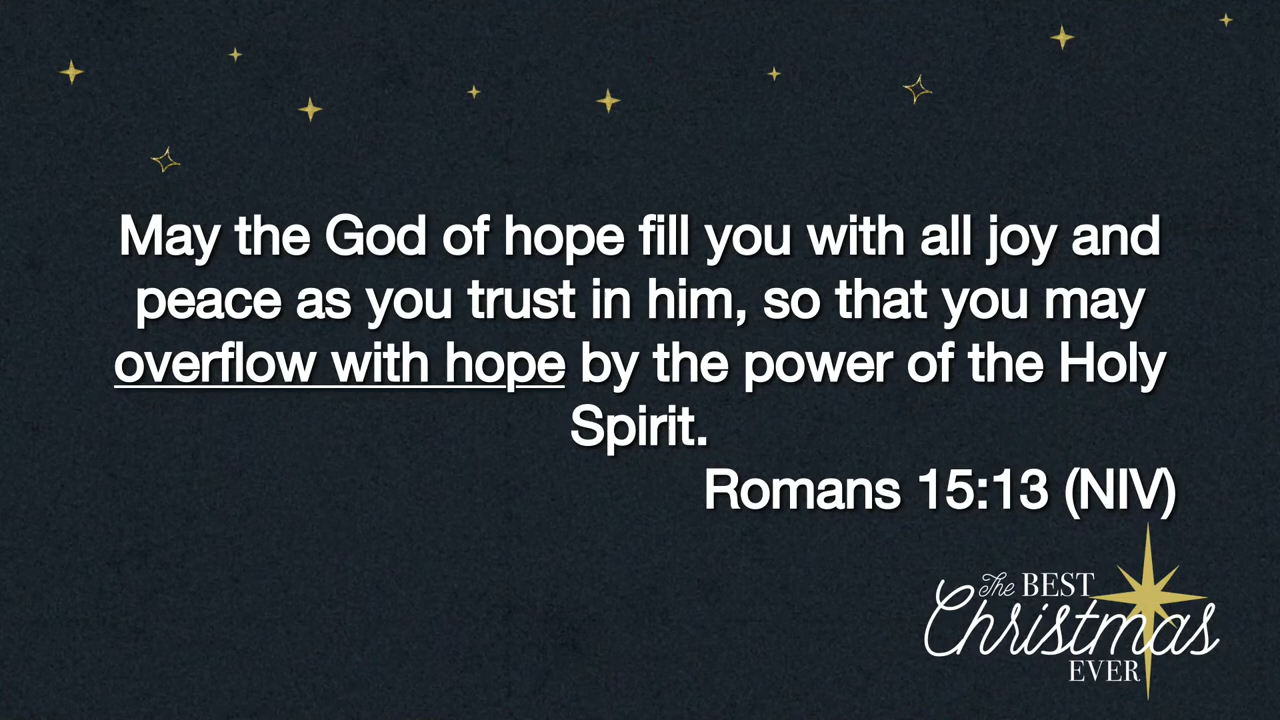 May the God of hope fill you with all joy and
peace as you trust in him, so that you may
overflow with hope by the power of the Holy
Spirit.
Romans 15:13 (NIV)
The BEST
Christmas
EVER